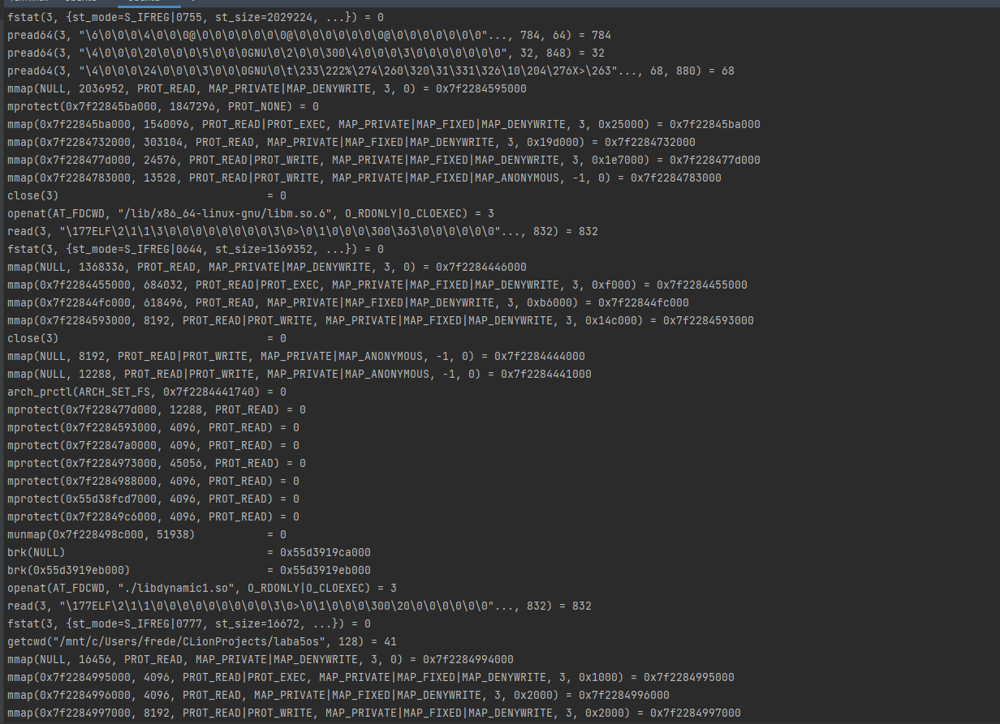 fstat(3, {st_mode=S_IFREG|0755, st_size=2029224, ...}) = 0
pread64(3, "\6\0\0\0\4\0\0\0@\0\0\0\0\0\0\0@\0\0\0\0\0\0\0@\0\0\0\0\0\0\0"..., 784, 64) = 784
pread64(3, "\4\0\0\0\20\0\0\0\5\0\0\0GNU\0\2\0\0\300\4\0\0\0\3\0\0\0\0\0\0\0", 32, 848) = 32
pread64(3, "\4\0\0\0\24\0\0\0\3\0\0\0GNU\0\t\233\222%\274\260\320\31\331\326\10\204\276X>\263"..., 68, 880) = 68
mmap(NULL, 2036952, PROT_READ, MAP_PRIVATE|MAP_DENYWRITE, 3, 0) = 0x7f2284595000
mprotect(0x7f22845ba000, 1847296, PROT_NONE) = 0
mmap(0x7f22845ba000, 1540096, PROT_READ|PROT_EXEC, MAP_PRIVATE|MAP_FIXED|MAP_DENYWRITE, 3, 0x25000) = 0x7f22845ba000
mmap(0x7f2284732000, 303104, PROT_READ, MAP_PRIVATE|MAP_FIXED|MAP_DENYWRITE, 3, 0x19d000) = 0x7f2284732000
mmap(0x7f228477d000, 24576, PROT_READ|PROT_WRITE, MAP_PRIVATE|MAP_FIXED|MAP_DENYWRITE, 3, 0x1e7000) = 0x7f228477d000
mmap(0x7f2284783000, 13528, PROT_READ|PROT_WRITE, MAP_PRIVATE|MAP_FIXED|MAP_ANONYMOUS, -1, 0) = 0x7f2284783000
close(3)                                = 0
openat(AT_FDCWD, "/lib/x86_64-linux-gnu/libm.so.6", O_RDONLY|O_CLOEXEC) = 3
read(3, "\177ELF\2\1\1\3\0\0\0\0\0\0\0\0\3\0>\0\1\0\0\0\300\363\0\0\0\0\0\0"..., 832) = 832
fstat(3, {st_mode=S_IFREG|0644, st_size=1369352, ...}) = 0
mmap(NULL, 1368336, PROT_READ, MAP_PRIVATE|MAP_DENYWRITE, 3, 0) = 0x7f2284446000
mmap(0x7f2284455000, 684032, PROT_READ|PROT_EXEC, MAP_PRIVATE|MAP_FIXED|MAP_DENYWRITE, 3, 0xf000) = 0x7f2284455000
mmap(0x7f22844fc000, 618496, PROT_READ, MAP_PRIVATE|MAP_FIXED|MAP_DENYWRITE, 3, 0xb6000) = 0x7f22844fc000
mmap(0x7f2284593000, 8192, PROT_READ|PROT_WRITE, MAP_PRIVATE|MAP_FIXED|MAP_DENYWRITE, 3, 0x14c000) = 0x7f2284593000
close(3)                                = 0
mmap(NULL, 8192, PROT_READ|PROT_WRITE, MAP_PRIVATE|MAP_ANONYMOUS, -1, 0) = 0x7f2284444000
mmap(NULL, 12288, PROT_READ|PROT_WRITE, MAP_PRIVATE|MAP_ANONYMOUS, -1, 0) = 0x7f2284441000
arch_prctl(ARCH_SET_FS, 0x7f2284441740) = 0
mprotect(0x7f228477d000, 12288, PROT_READ) = 0
mprotect(0x7f2284593000, 4096, PROT_READ) = 0
mprotect(0x7f22847a0000, 4096, PROT_READ) = 0
mprotect(0x7f2284973000, 45056, PROT_READ) = 0
mprotect(0x7f2284988000, 4096, PROT_READ) = 0
mprotect(0x55d38fcd7000, 4096, PROT_READ) = 0
mprotect(0x7f22849c6000, 4096, PROT_READ) = 0
munmap(0x7f228498c000, 51938)           = 0
brk(NULL)                               = 0x55d3919ca000
brk(0x55d3919eb000)                     = 0x55d3919eb000
openat(AT_FDCWD, "./libdynamic1.so", O_RDONLY|O_CLOEXEC) = 3
read(3, "\177ELF\2\1\1\0\0\0\0\0\0\0\0\0\3\0>\0\1\0\0\0\300\20\0\0\0\0\0\0"..., 832) = 832
fstat(3, {st_mode=S_IFREG|0777, st_size=16672, ...}) = 0
getcwd("/mnt/c/Users/frede/CLionProjects/laba5os", 128) = 41
mmap(NULL, 16456, PROT_READ, MAP_PRIVATE|MAP_DENYWRITE, 3, 0) = 0x7f2284994000
mmap(0x7f2284995000, 4096, PROT_READ|PROT_EXEC, MAP_PRIVATE|MAP_FIXED|MAP_DENYWRITE, 3, 0x1000) = 0x7f2284995000
mmap(0x7f2284996000, 4096, PROT_READ, MAP_PRIVATE|MAP_FIXED|MAP_DENYWRITE, 3, 0x2000) = 0x7f2284996000
mmap(0x7f2284997000, 8192, PROT_READ|PROT_WRITE, MAP_PRIVATE|MAP_FIXED|MAP_DENYWRITE, 3, 0x2000) = 0x7f2284997000